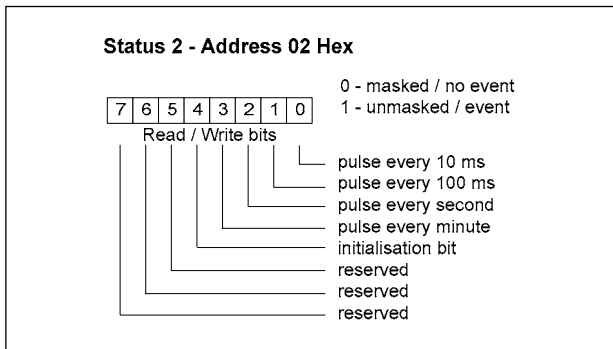 Status 2 - Address 02 Hex
0 - masked / no event
1 - unmasked / event
7 6 5 4 3 2 1 0
Read / Write bits
pulse every 10 ms
pulse every 100 ms
pulse every second
pulse every minute
initialisation bit
reserved
reserved
reserved